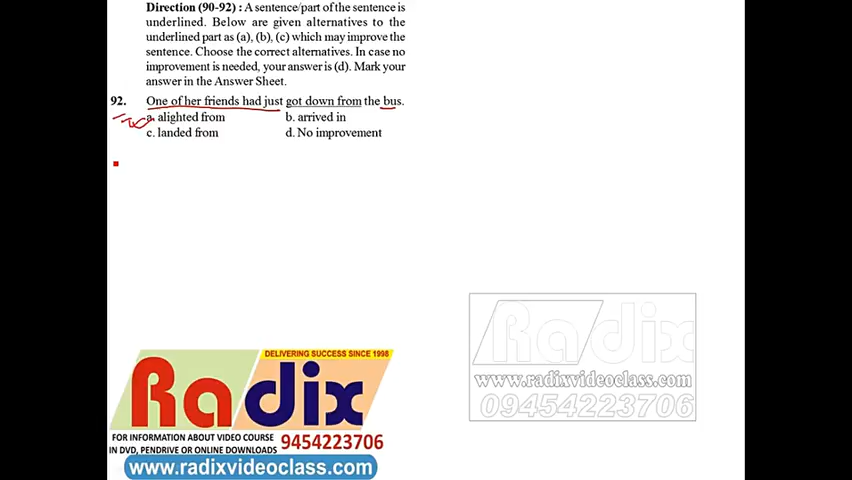 Direction (90-92) : A sentence/part of the sentence is
underlined. Below are given alternatives to the
underlined part as (a), (b), (c) which may improve the
sentence. Choose the correct alternatives. In case no
improvement is needed, your answer is (d). Mark your
answer in the Answer Sheet.
92. One of her friends had just got down from the bus.
a. alighted from b. arrived in
c. landed from d. No improvement
Radix
www.radixvideoclass.com
09454223706
DELIVERING SUCCESS SINCE 1998
Radix
FOR INFORMATION ABOUT VIDEO COURSE
IN DVD, PENDRIVE OR ONLINE DOWNLOADS 9454223706
www.radixvideoclass.com